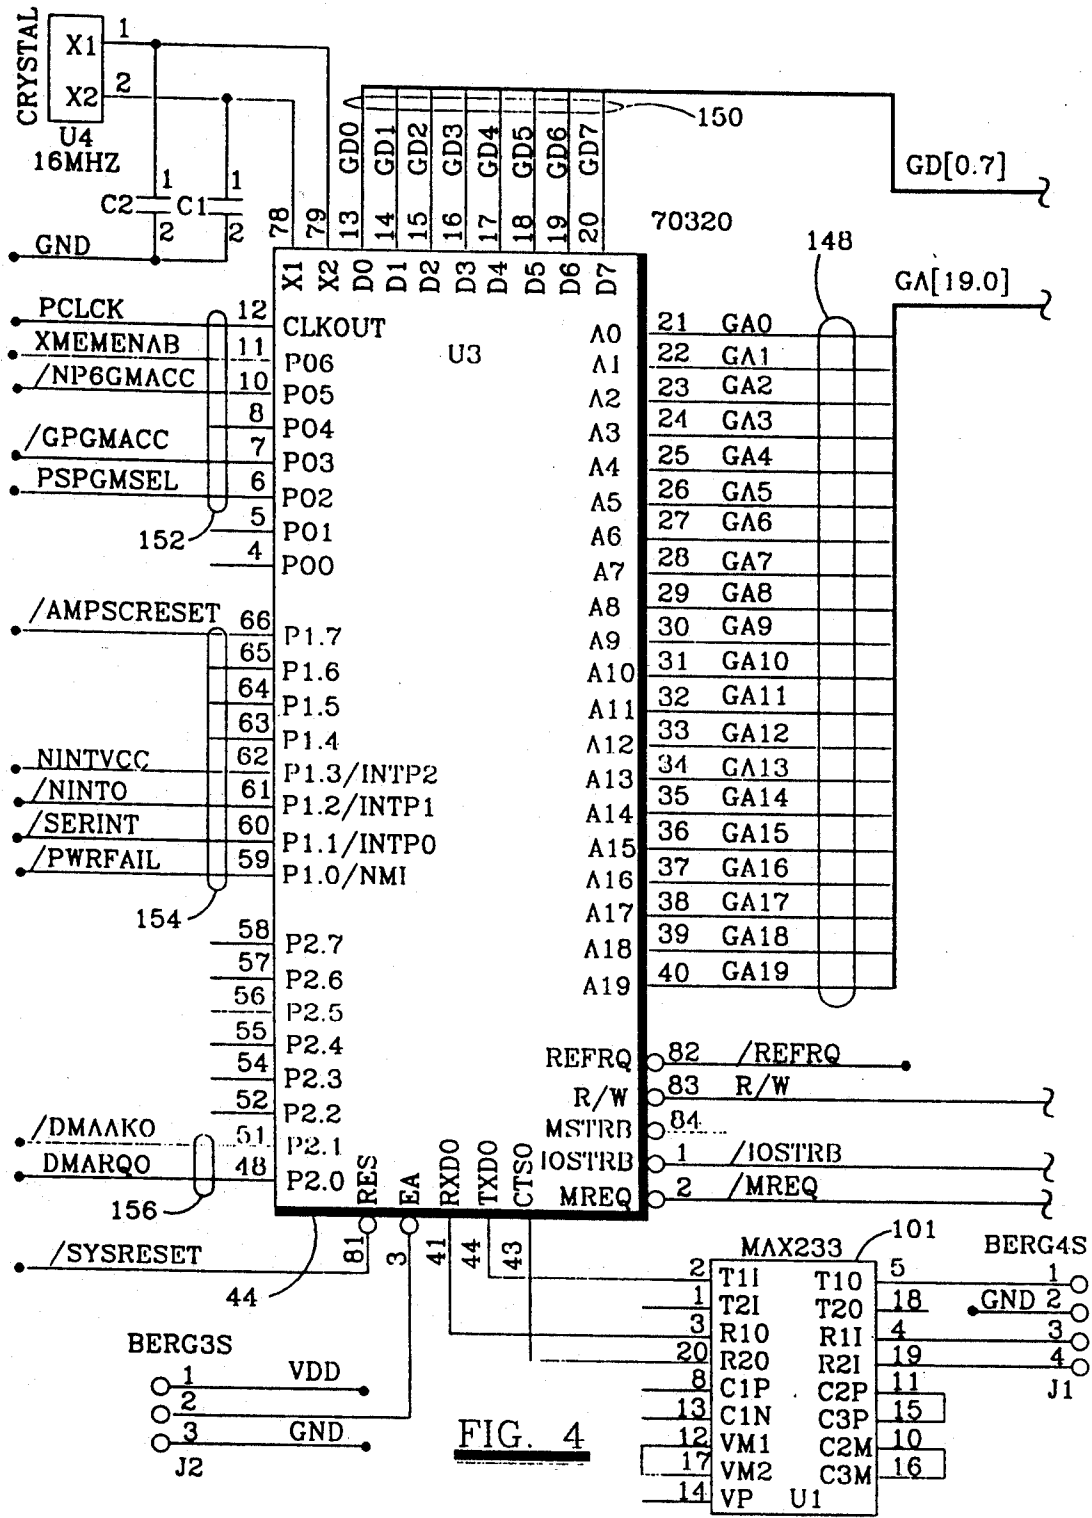 CRYSTAL
X1 1
X2 2
U4
16MHZ
1 1
C2 C1
2 2
GND
78 79 13 14 15 16 17 18 19 20
GD0 GD1 GD2 GD3 GD4 GD5 GD6 GD7
150
GD[0.7]
70320
148
GA[19.0]
X1 X2 D0 D1 D2 D3 D4 D5 D6 D7
U3
PCLCK 12 CLKOUT
XMEMENAB 11 P06
/NP6GMACC 10 P05
8 P04
/GPGMACC 7 P03
PSPGMSEL 6 P02
152
5 P01
4 P00
/AMPSCRESET 66 P1.7
65 P1.6
64 P1.5
63 P1.4
NINTVCC 62 P1.3/INTP2
/NINTO 61 P1.2/INTP1
/SERINT 60 P1.1/INTP0
/PWRFAIL 59 P1.0/NMI
154
58 P2.7
57 P2.6
56 P2.5
55 P2.4
54 P2.3
52 P2.2
/DMAAKO 51 P2.1
DMARQO 48 P2.0
156
A0 21 GA0
A1 22 GA1
A2 23 GA2
A3 24 GA3
A4 25 GA4
A5 26 GA5
A6 27 GA6
A7 28 GA7
A8 29 GA8
A9 30 GA9
A10 31 GA10
A11 32 GA11
A12 33 GA12
A13 34 GA13
A14 35 GA14
A15 36 GA15
A16 37 GA16
A17 38 GA17
A18 39 GA18
A19 40 GA19
REFRQ 82 /REFRQ
R/W 83 R/W
MSTRB 84
IOSTRB 1 /IOSTRB
MREQ 2 /MREQ
RES EA RXDO TXDO CTSO
81 3 41 44 43
/SYSRESET
44
BERG3S
1 VDD
2
3 GND
J2
FIG. 4
MAX233
101
2 T1I T1O 5
1 T2I T2O 18
3 R1O R1I 4
20 R2O R2I 19
8 C1P C2P 11
13 C1N C3P 15
12 VM1 C2M 10
17 VM2 C3M 16
14 VP U1
BERG4S
1
GND 2
3
4
J1